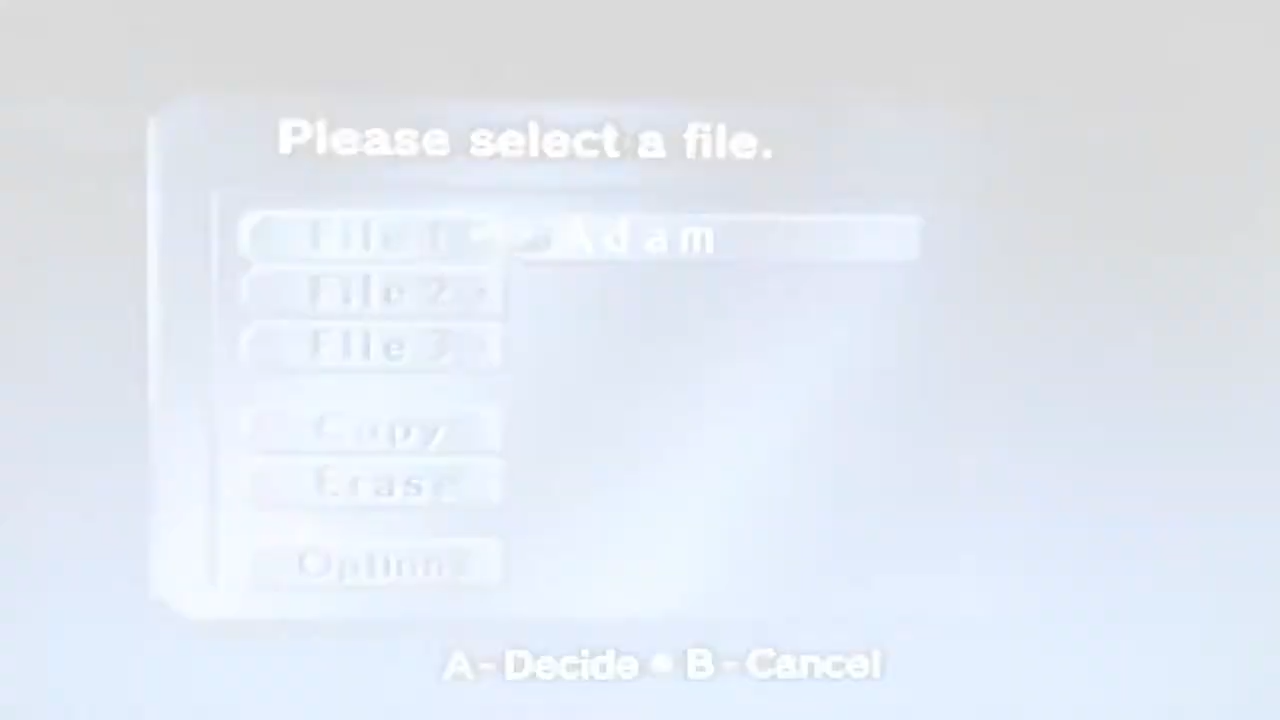 Please select a file.
File 1 Adam
File 2
File 3
Copy
Erase
Options
A - Decide • B - Cancel